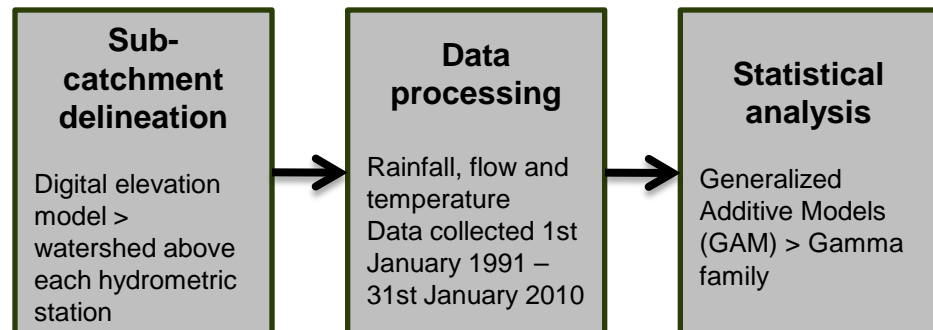 Sub-
catchment
delineation
Digital elevation
model >
watershed above
each hydrometric
station
Data
processing
Rainfall, flow and
temperature
Data collected 1st
January 1991 –
31st January 2010
Statistical
analysis
Generalized
Additive Models
(GAM) > Gamma
family